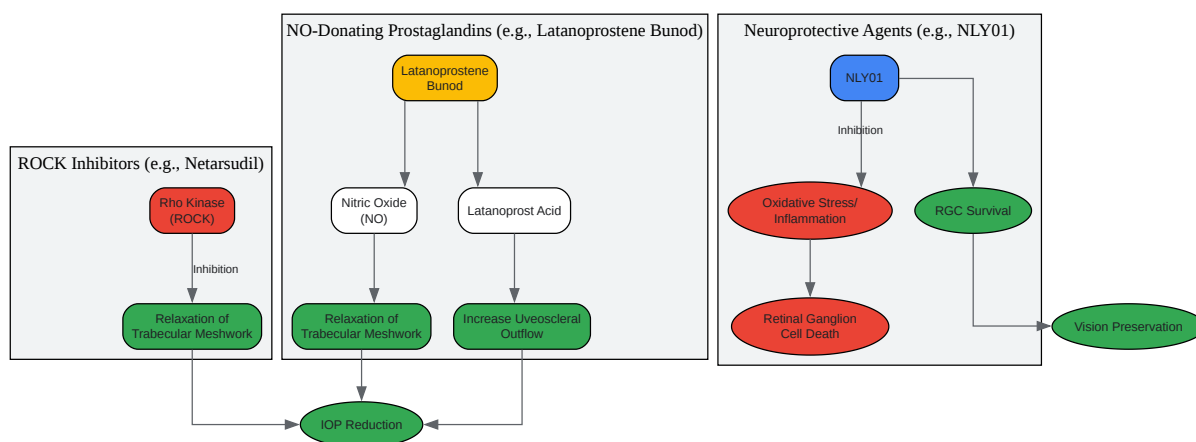 NO-Donating Prostaglandins (e.g., Latanoprostene Bunod)
Neuroprotective Agents (e.g., NLY01)
Latanoprostene
Bunod
NLY01
Inhibition
ROCK Inhibitors (e.g., Netarsudil)
Rho Kinase
(ROCK)
Nitric Oxide
(NO)
Latanoprost Acid
Oxidative Stress/
Inflammation
RGC Survival
Inhibition
Relaxation of
Trabecular Meshwork
Relaxation of
Trabecular Meshwork
Increase Uveoscleral
Outflow
Retinal Ganglion
Cell Death
Vision Preservation
IOP Reduction